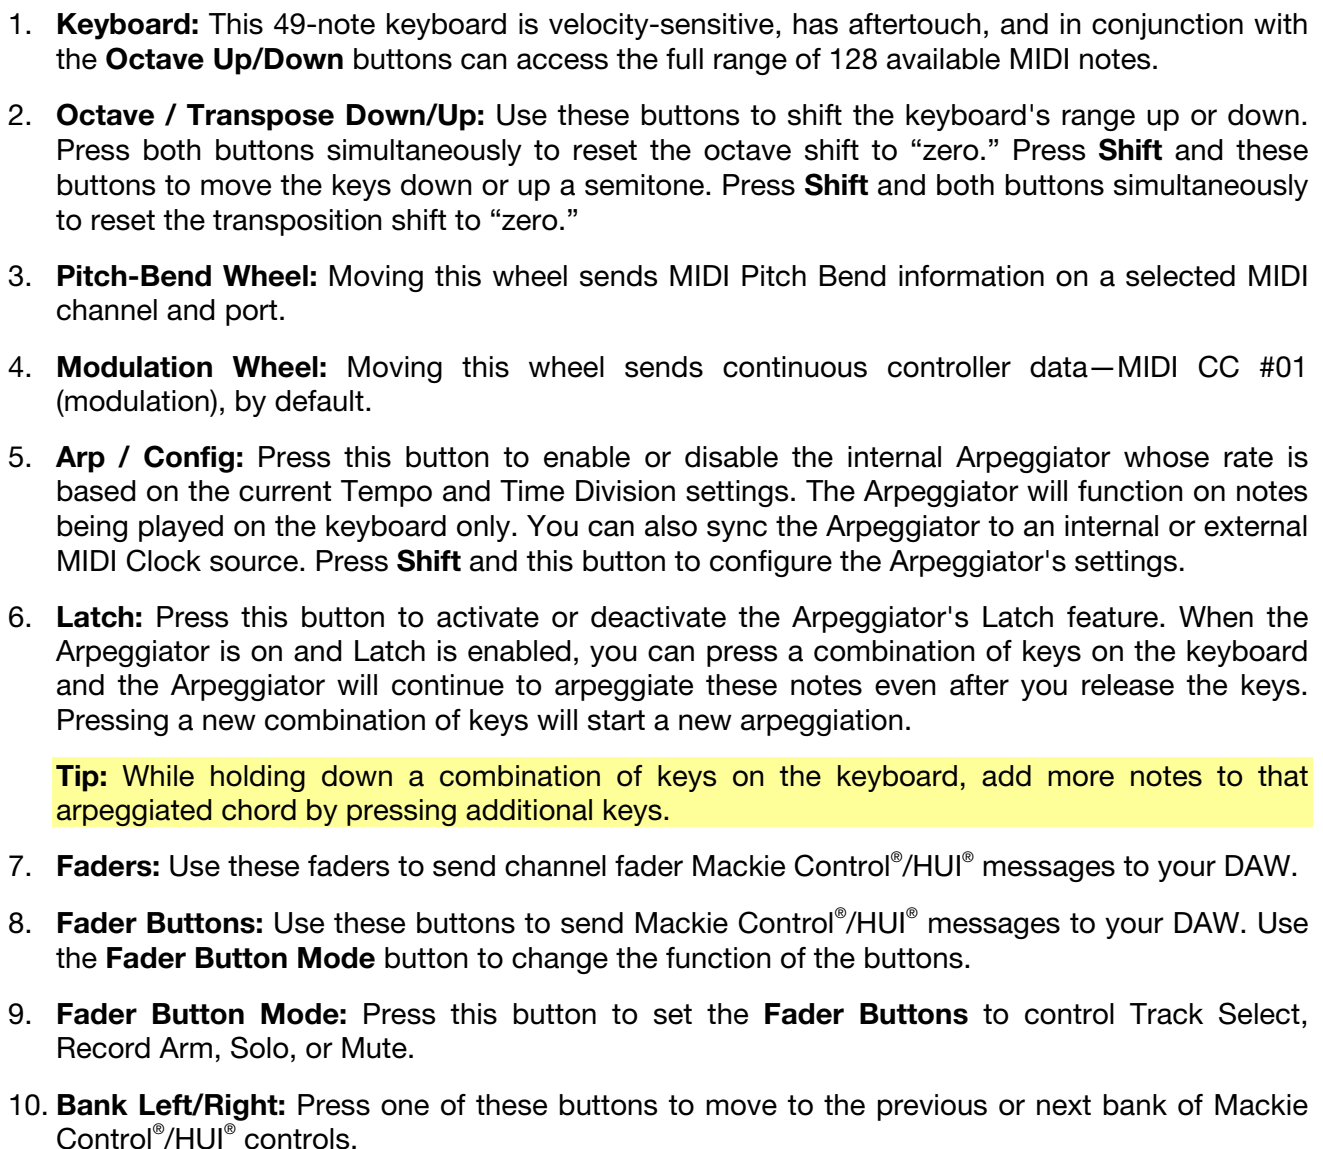 1. Keyboard: This 49-note keyboard is velocity-sensitive, has aftertouch, and in conjunction with
the Octave Up/Down buttons can access the full range of 128 available MIDI notes.
2. Octave / Transpose Down/Up: Use these buttons to shift the keyboard's range up or down.
Press both buttons simultaneously to reset the octave shift to “zero.” Press Shift and these
buttons to move the keys down or up a semitone. Press Shift and both buttons simultaneously
to reset the transposition shift to “zero.”
3. Pitch-Bend Wheel: Moving this wheel sends MIDI Pitch Bend information on a selected MIDI
channel and port.
4. Modulation Wheel: Moving this wheel sends continuous controller data—MIDI CC #01
(modulation), by default.
5. Arp / Config: Press this button to enable or disable the internal Arpeggiator whose rate is
based on the current Tempo and Time Division settings. The Arpeggiator will function on notes
being played on the keyboard only. You can also sync the Arpeggiator to an internal or external
MIDI Clock source. Press Shift and this button to configure the Arpeggiator's settings.
6. Latch: Press this button to activate or deactivate the Arpeggiator's Latch feature. When the
Arpeggiator is on and Latch is enabled, you can press a combination of keys on the keyboard
and the Arpeggiator will continue to arpeggiate these notes even after you release the keys.
Pressing a new combination of keys will start a new arpeggiation.
Tip: While holding down a combination of keys on the keyboard, add more notes to that
arpeggiated chord by pressing additional keys.
7. Faders: Use these faders to send channel fader Mackie Control®/HUI® messages to your DAW.
8. Fader Buttons: Use these buttons to send Mackie Control®/HUI® messages to your DAW. Use
the Fader Button Mode button to change the function of the buttons.
9. Fader Button Mode: Press this button to set the Fader Buttons to control Track Select,
Record Arm, Solo, or Mute.
10. Bank Left/Right: Press one of these buttons to move to the previous or next bank of Mackie
Control®/HUI® controls.